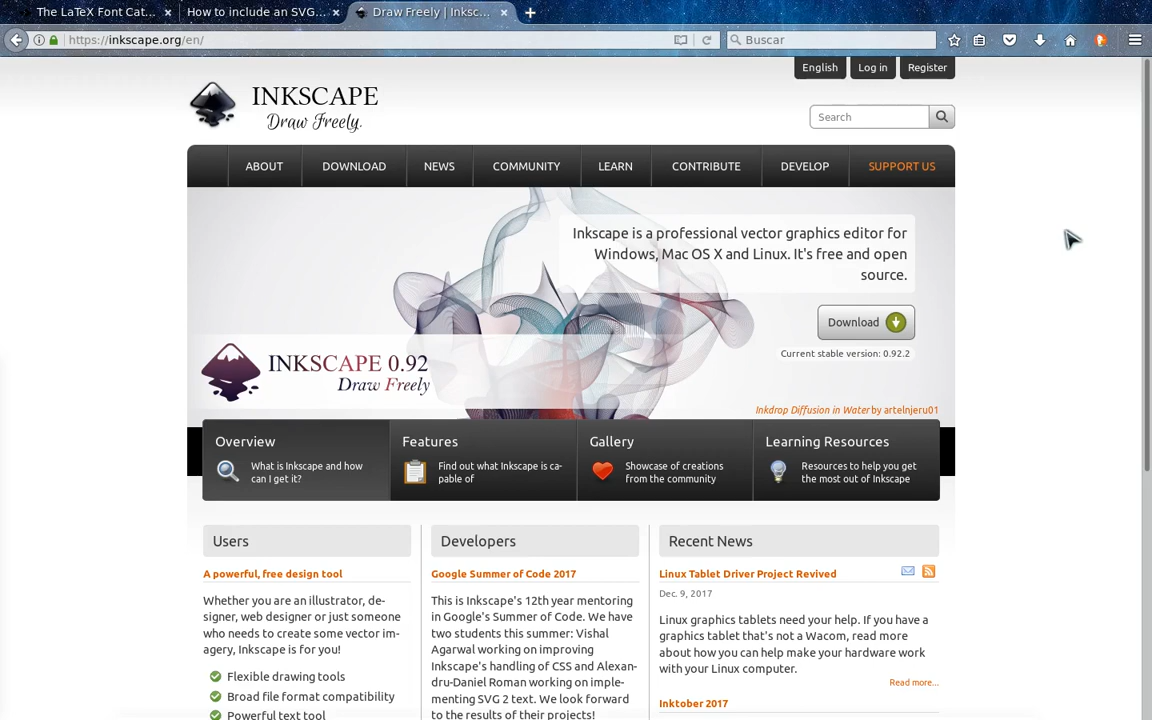 The LaTeX Font Cat... × How to include an SVG... × Draw Freely | Inksc... ×
https://inkscape.org/en/ Buscar
English Log in Register
INKSCAPE
Draw Freely.
Search
ABOUT DOWNLOAD NEWS COMMUNITY LEARN CONTRIBUTE DEVELOP SUPPORT US
Inkscape is a professional vector graphics editor for
Windows, Mac OS X and Linux. It's free and open
source.
Download
Current stable version: 0.92.2
INKSCAPE 0.92
Draw Freely
Inkdrop Diffusion in Water by artelnjeru01
Overview
What is Inkscape and how
can I get it?
Features
Find out what Inkscape is ca-
pable of
Gallery
Showcase of creations
from the community
Learning Resources
Resources to help you get
the most out of Inkscape
Users
A powerful, free design tool
Whether you are an illustrator, de-
signer, web designer or just someone
who needs to create some vector im-
agery, Inkscape is for you!
Flexible drawing tools
Broad file format compatibility
Powerful text tool
Developers
Google Summer of Code 2017
This is Inkscape's 12th year mentoring
in Google's Summer of Code. We have
two students this summer: Vishal
Agarwal working on improving
Inkscape's handling of CSS and Alexan-
dru-Daniel Roman working on imple-
menting SVG 2 text. We look forward
to the results of their projects!
Recent News
Linux Tablet Driver Project Revived
Dec. 9, 2017
Linux graphics tablets need your help. If you have a
graphics tablet that's not a Wacom, read more
about how you can help make your hardware work
with your Linux computer.
Read more...
Inktober 2017